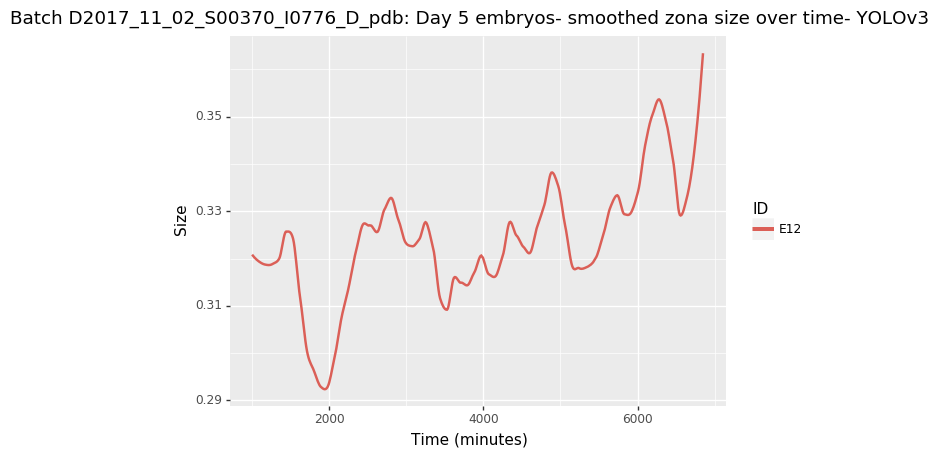 Batch D2017_11_02_S00370_I0776_D_pdb: Day 5 embryos- smoothed zona size over time- YOLOv3
0.35
0.33
0.31
0.29
Size
2000
4000
6000
Time (minutes)
ID
E12